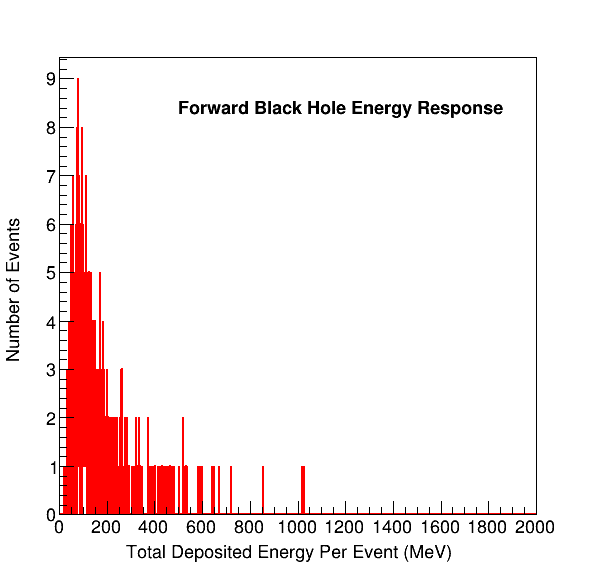 Forward Black Hole Energy Response
Number of Events
9
8
7
6
5
4
3
2
1
0
0 200 400 600 800 1000 1200 1400 1600 1800 2000
Total Deposited Energy Per Event (MeV)